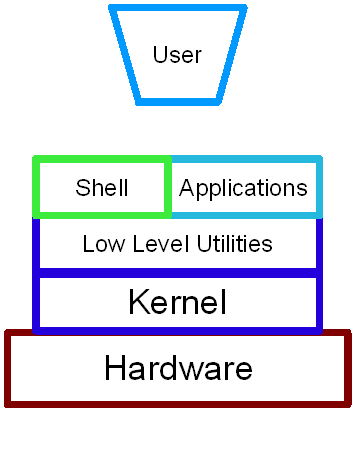 User
Shell
Applications
Low Level Utilities
Kernel
Hardware